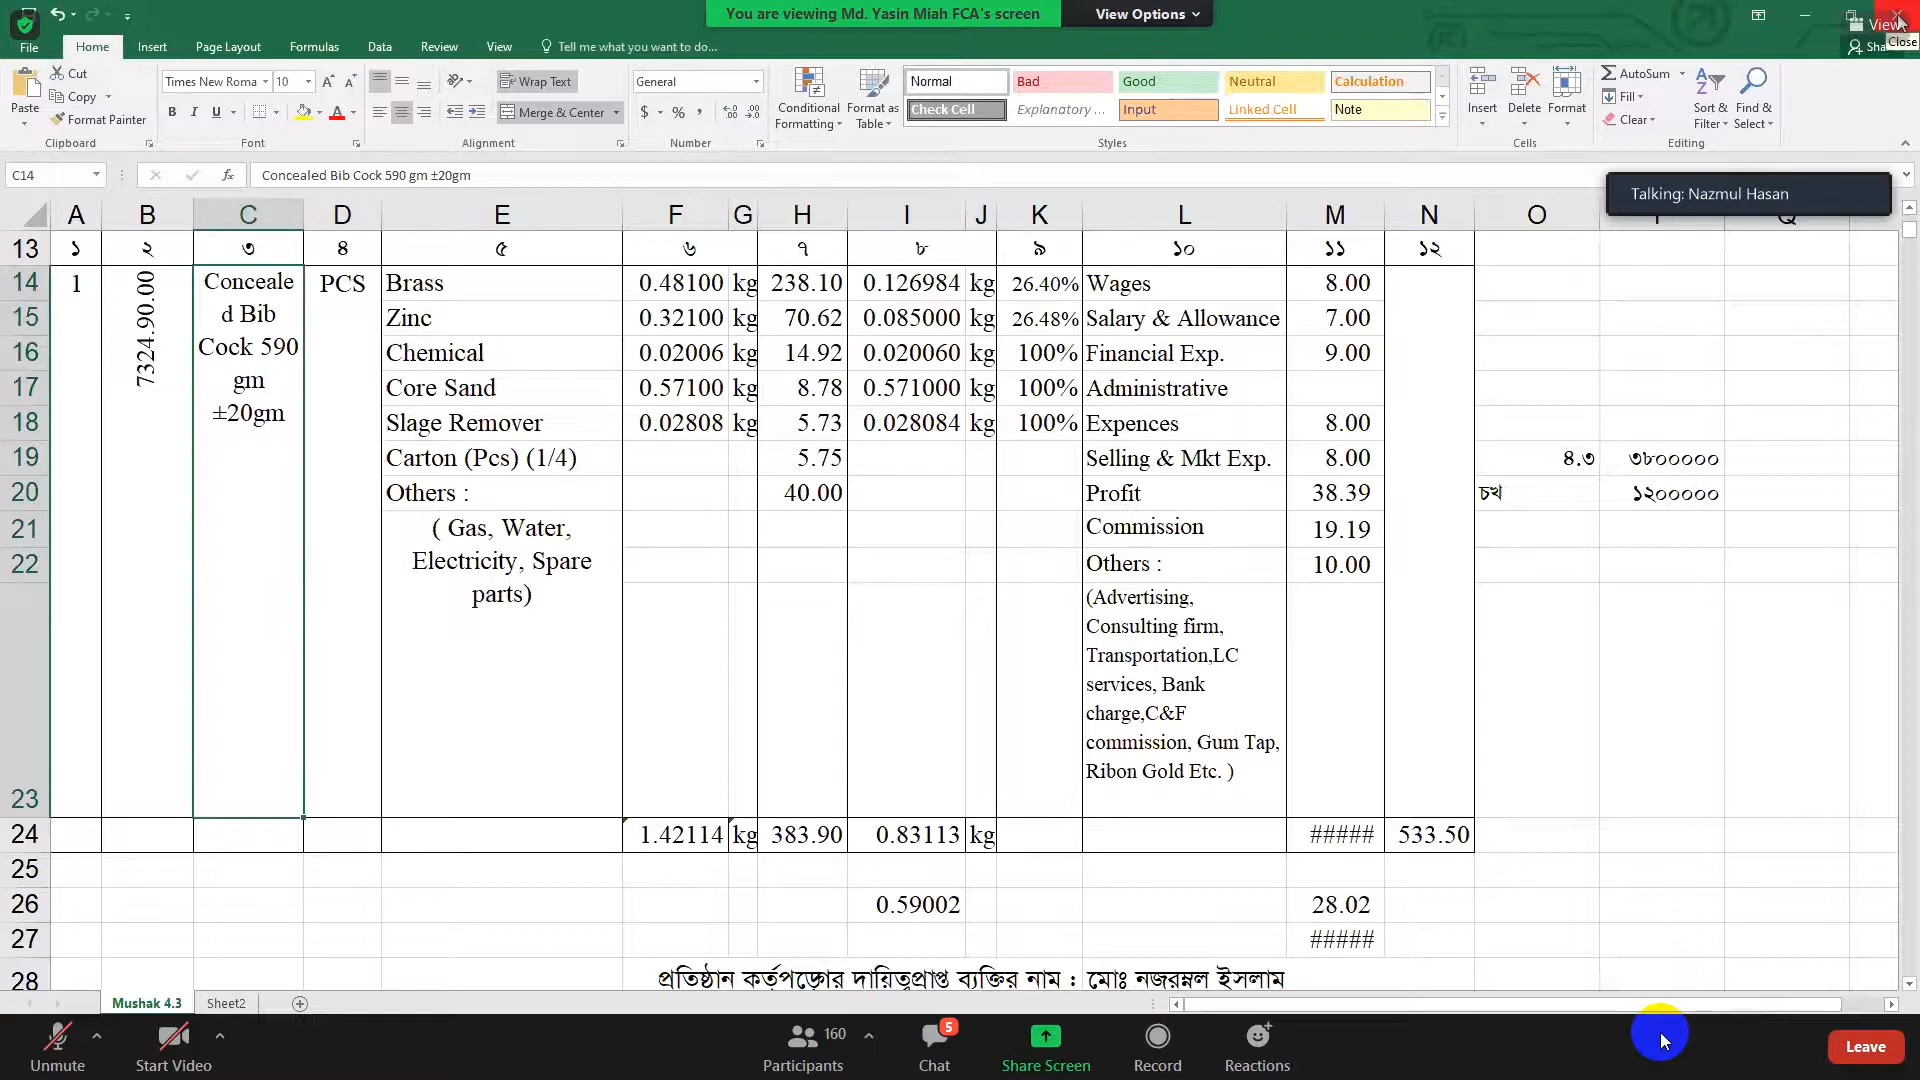 You are viewing Md. Yasin Miah FCA's screen
View Options
View
Close
File
Home
Insert
Page Layout
Formulas
Data
Review
View
Tell me what you want to do...
Paste
Cut
Copy
Format Painter
Times New Roma
10
B I U
Wrap Text
Merge & Center
General
$ %
Conditional Formatting
Format as Table
Normal
Bad
Good
Neutral
Calculation
Check Cell
Explanatory ...
Input
Linked Cell
Note
Insert
Delete
Format
AutoSum
Fill
Clear
Sort & Filter
Find & Select
Clipboard
Font
Alignment
Number
Styles
Cells
Editing
C14
fx
Concealed Bib Cock 590 gm ±20gm
Talking: Nazmul Hasan
A B C D E F G H I J K L M N O
13 ১ ২ ৩ ৪ ৫ ৬ ৭ ৮ ৯ ১০ ১১ ১২
14 1 7324.90.00 PCS Brass 0.48100 kg 238.10 0.126984 kg 26.40% Wages 8.00
Conceale
d Bib
Cock 590
gm
±20gm
15 Zinc 0.32100 kg 70.62 0.085000 kg 26.48% Salary & Allowance 7.00
16 Chemical 0.02006 kg 14.92 0.020060 kg 100% Financial Exp. 9.00
17 Core Sand 0.57100 kg 8.78 0.571000 kg 100% Administrative
18 Slage Remover 0.02808 kg 5.73 0.028084 kg 100% Expences 8.00
19 Carton (Pcs) (1/4) 5.75 Selling & Mkt Exp. 8.00 ৪.৩ ৩৮০০০০০
20 Others : 40.00 Profit 38.39 চখ ১২০০০০০
21 ( Gas, Water, Commission 19.19
22 Electricity, Spare Others : 10.00
parts)
(Advertising,
Consulting firm,
Transportation,LC
services, Bank
charge,C&F
commission, Gum Tap,
Ribon Gold Etc. )
23
24 1.42114 kg 383.90 0.83113 kg ##### 533.50
25
26 0.59002 28.02
27 #####
28 প্রতিষ্ঠান কর্তৃপক্ষের দায়িত্বপ্রাপ্ত ব্যক্তির নাম : মোঃ নজরম্নল ইসলাম
Mushak 4.3
Sheet2
Unmute
Start Video
160
Participants
5
Chat
Share Screen
Record
Reactions
Leave